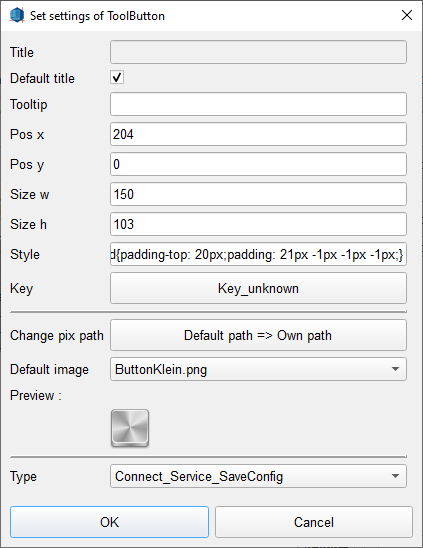 Set settings of ToolButton
Title
Default title
Tooltip
Pos x 204
Pos y 0
Size w 150
Size h 103
Style d{padding-top: 20px;padding: 21px -1px -1px -1px;}
Key Key_unknown
Change pix path Default path => Own path
Default image ButtonKlein.png
Preview :
Type Connect_Service_SaveConfig
OK Cancel